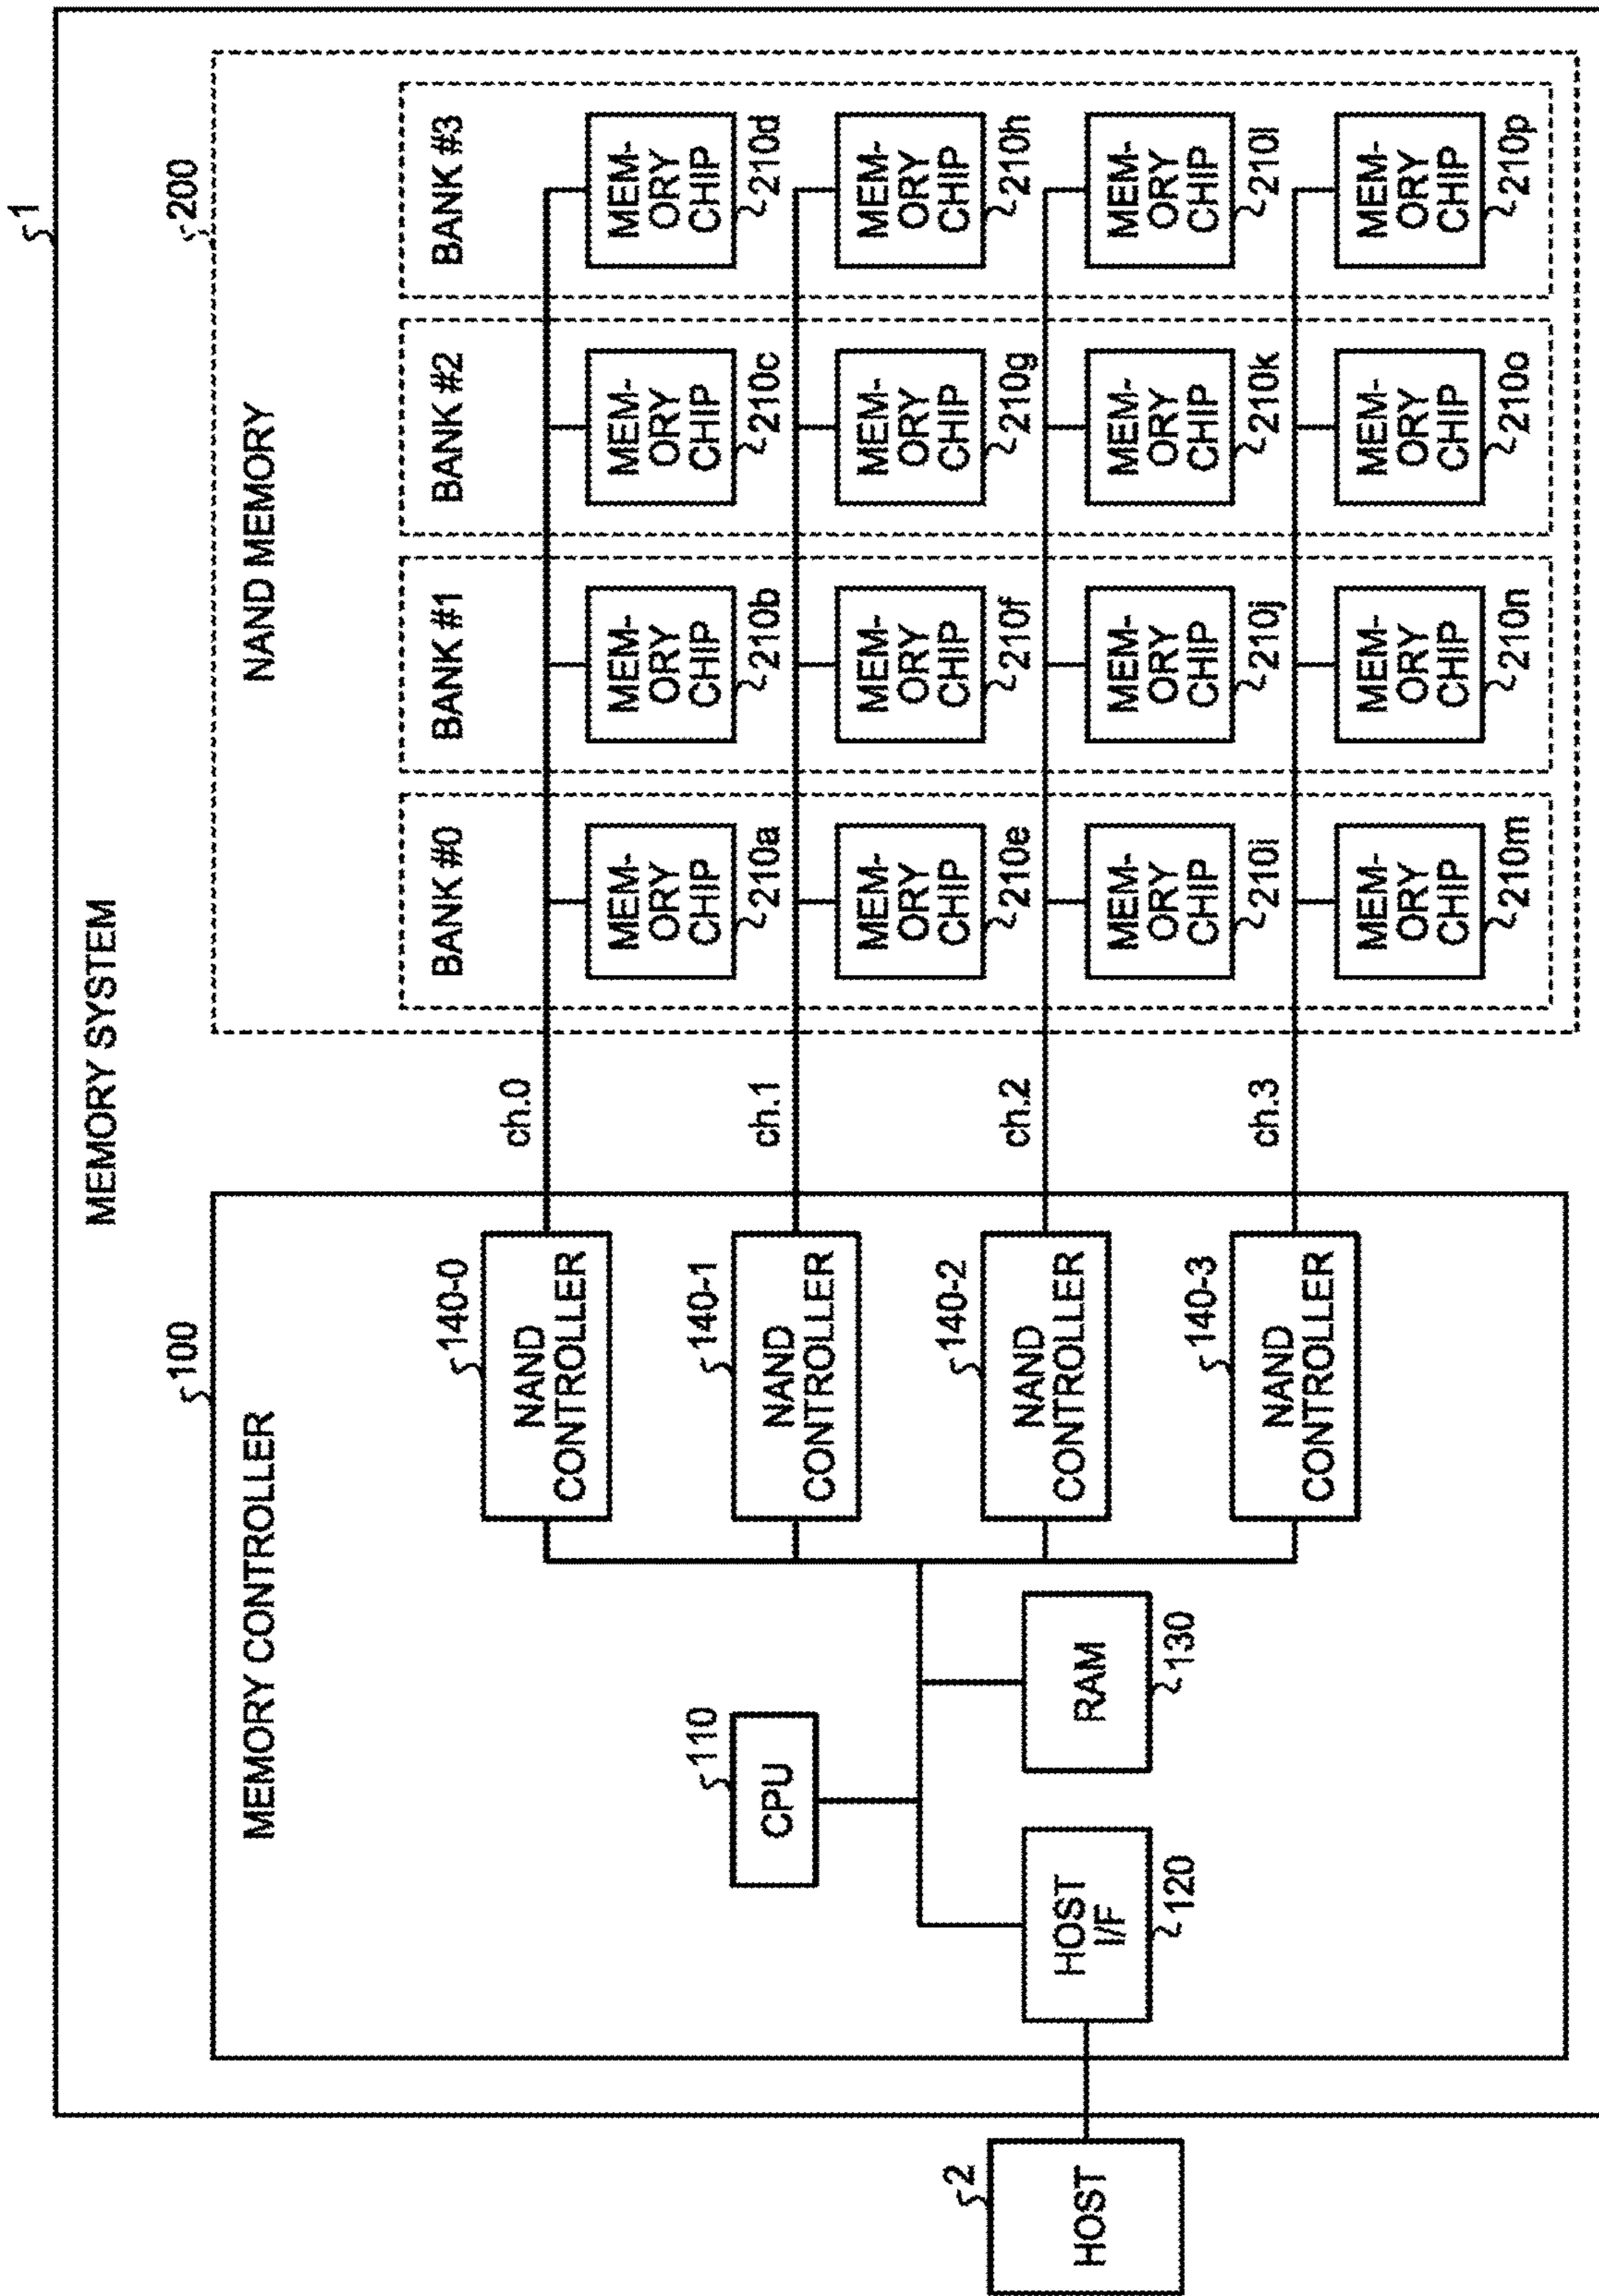 MEMORY SYSTEM
1
MEMORY CONTROLLER
100
NAND MEMORY
200
BANK #0
BANK #1
BANK #2
BANK #3
140-0
NAND
CONTROLLER
ch.0
MEM-
ORY
CHIP
210a
MEM-
ORY
CHIP
210b
MEM-
ORY
CHIP
210c
MEM-
ORY
CHIP
210d
140-1
NAND
CONTROLLER
ch.1
MEM-
ORY
CHIP
210e
MEM-
ORY
CHIP
210f
MEM-
ORY
CHIP
210g
MEM-
ORY
CHIP
210h
140-2
NAND
CONTROLLER
ch.2
MEM-
ORY
CHIP
210i
MEM-
ORY
CHIP
210j
MEM-
ORY
CHIP
210k
MEM-
ORY
CHIP
210l
140-3
NAND
CONTROLLER
ch.3
MEM-
ORY
CHIP
210m
MEM-
ORY
CHIP
210n
MEM-
ORY
CHIP
210o
MEM-
ORY
CHIP
210p
110
CPU
2
HOST
HOST
I/F
120
RAM
130